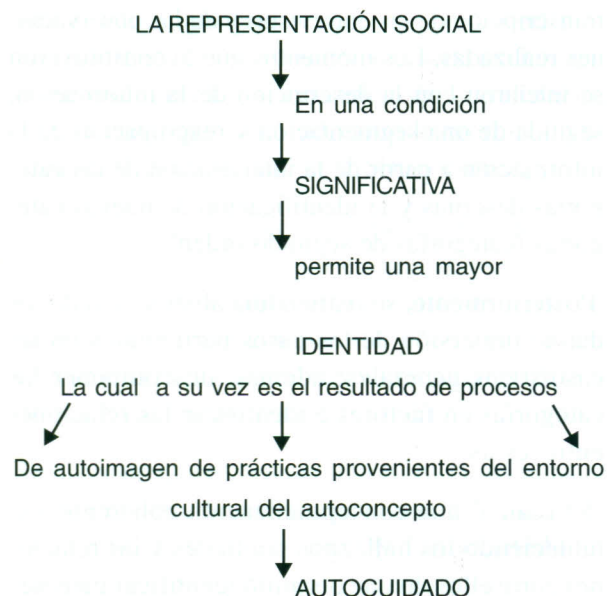 LA REPRESENTACIÓN SOCIAL
En una condición
SIGNIFICATIVA
permite una mayor
IDENTIDAD
La cual a su vez es el resultado de procesos
De autoimagen de prácticas provenientes del entorno
cultural del autoconcepto
AUTOCUIDADO